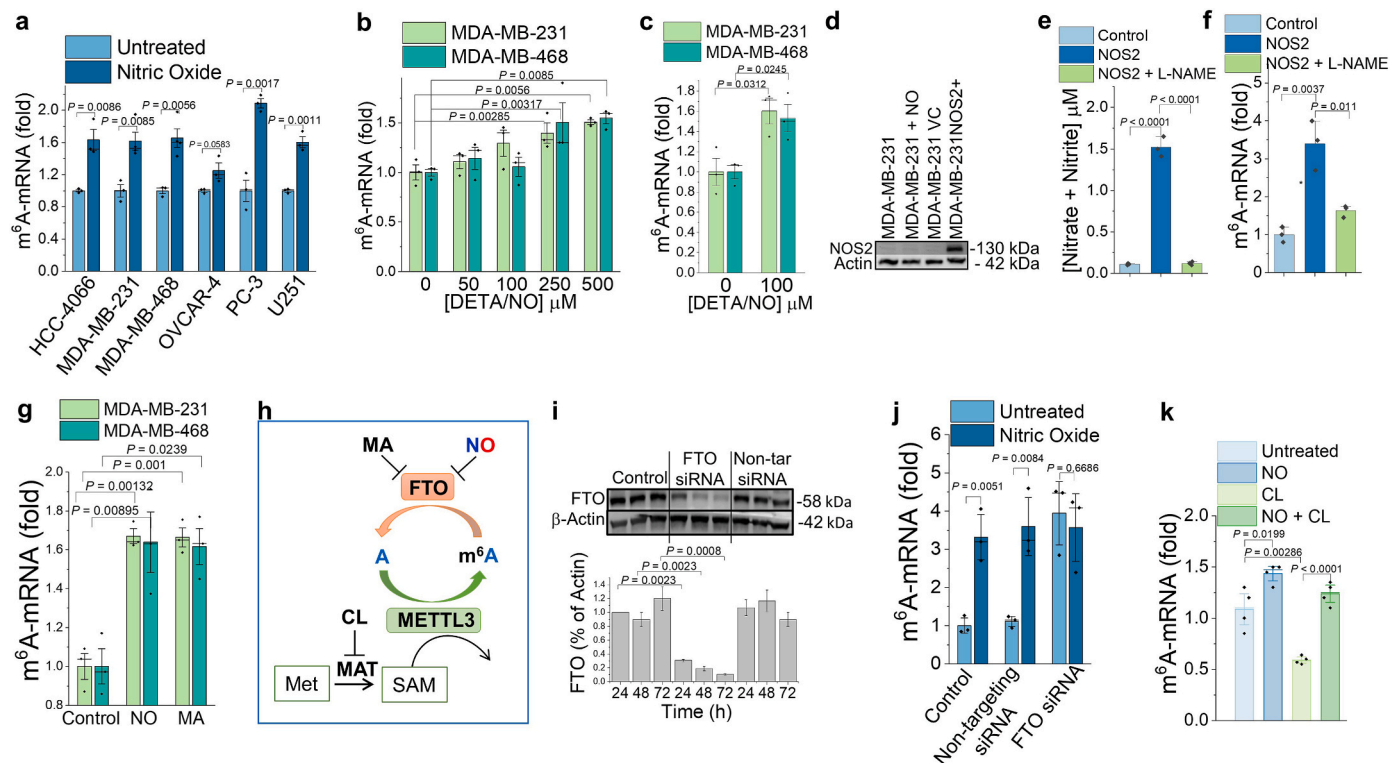 a
Untreated
Nitric Oxide
m⁶A-mRNA (fold)
2.0
1.6
1.2
0.8
0.4
0.0
P = 0.0086
P = 0.0085
P = 0.0056
P = 0.0583
P = 0.0017
P = 0.0011
HCC-4066
MDA-MB-231
MDA-MB-468
OVCAR-4
PC-3
U251
b
MDA-MB-231
MDA-MB-468
m⁶A-mRNA (fold)
P = 0.0085
P = 0.0056
P = 0.00317
P = 0.00285
2.0
1.8
1.6
1.4
1.2
1.0
0.8
0.6
0.4
0.2
0.0
0 50 100 250 500
[DETA/NO] μM
c
MDA-MB-231
MDA-MB-468
m⁶A-mRNA (fold)
P = 0.0245
P = 0.0312
1.8
1.6
1.4
1.2
1.0
0.8
0.6
0.4
0.2
0.0
0 100
[DETA/NO] μM
d
MDA-MB-231
MDA-MB-231 + NO
MDA-MB-231 VC
MDA-MB-231NOS2+
NOS2 -130 kDa
Actin - 42 kDa
e
Control
NOS2
NOS2 + L-NAME
[Nitrate + Nitrite] μM
P <0.0001
P <0.0001
2.0
1.5
1.0
0.5
0.0
f
Control
NOS2
NOS2 + L-NAME
m⁶A-mRNA (fold)
P = 0.0037
P = 0.011
5
4
3
2
1
0
g
MDA-MB-231
MDA-MB-468
m⁶A-mRNA (fold)
P = 0.0239
P = 0.001
P = 0.00132
P = 0.00895
2.0
1.8
1.6
1.4
1.2
1.0
0.8
Control NO MA
h
MA NO
FTO
A m⁶A
METTL3
CL
MAT
Met SAM
i
Control FTO siRNA Non-tar siRNA
FTO -58 kDa
β-Actin -42 kDa
P = 0.0008
P = 0.0023
P = 0.0023
FTO (% of Actin)
1.2
1.0
0.8
0.6
0.4
0.2
0.0
24 48 72 24 48 72 24 48 72
Time (h)
j
Untreated
Nitric Oxide
m⁶A-mRNA (fold)
P = 0.0051
P = 0.0084
P = 0,6686
6
5
4
3
2
1
0
Control
Non-targeting
siRNA
FTO siRNA
k
Untreated
NO
CL
NO + CL
m⁶A-mRNA (fold)
P = 0.0199
P = 0.00286
P < 0.0001
1.5
1.0
0.5
0.0